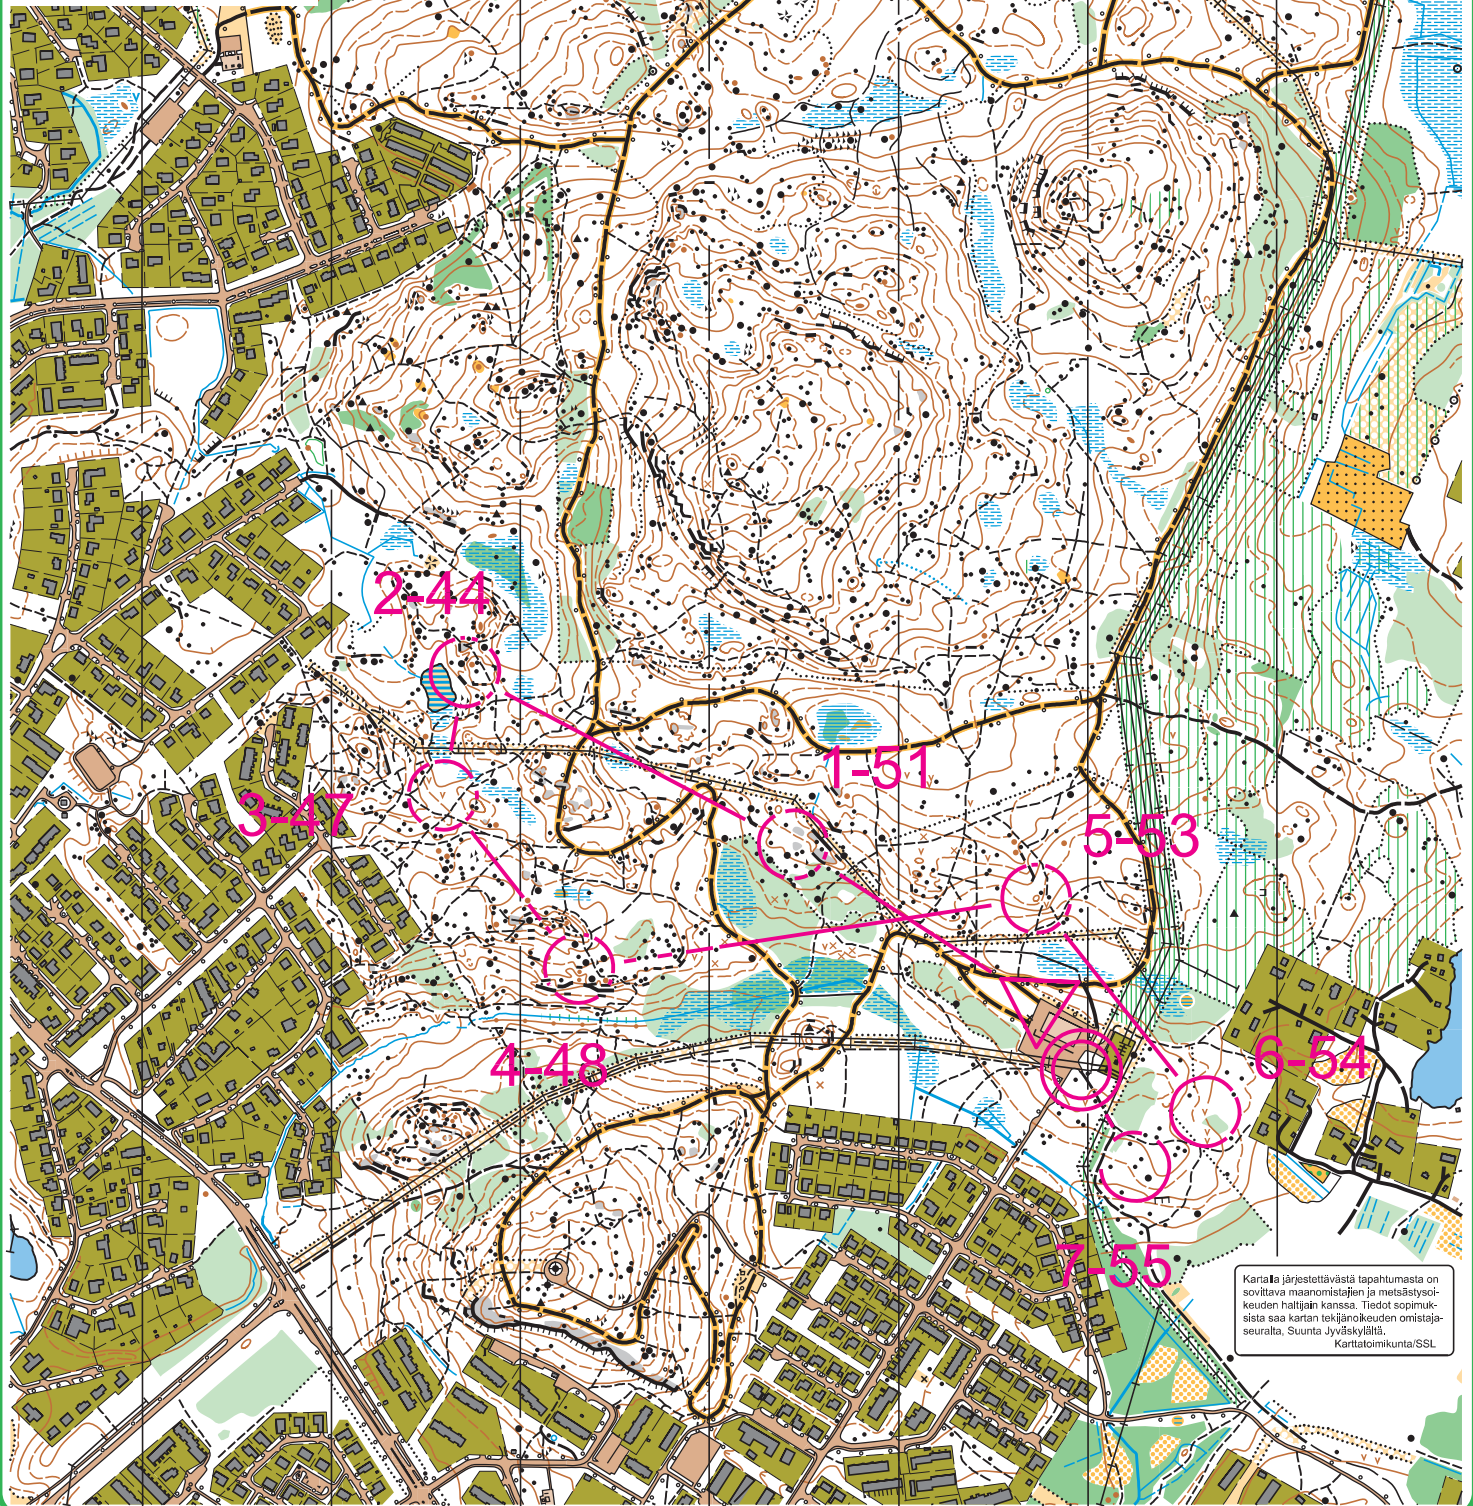 2-44
1-51
3-47
5-53
4-48
6-54
7-55
Kartalla järjestettävästä tapahtumasta on
sovittava maanomistajien ja metsästysoi-
keuden haltijain kanssa. Tiedot sopimuk-
sista saa kartan tekijänoikeuden omistaja-
seuralta, Suunta Jyväskylältä.
Karttatoimikunta/SSL